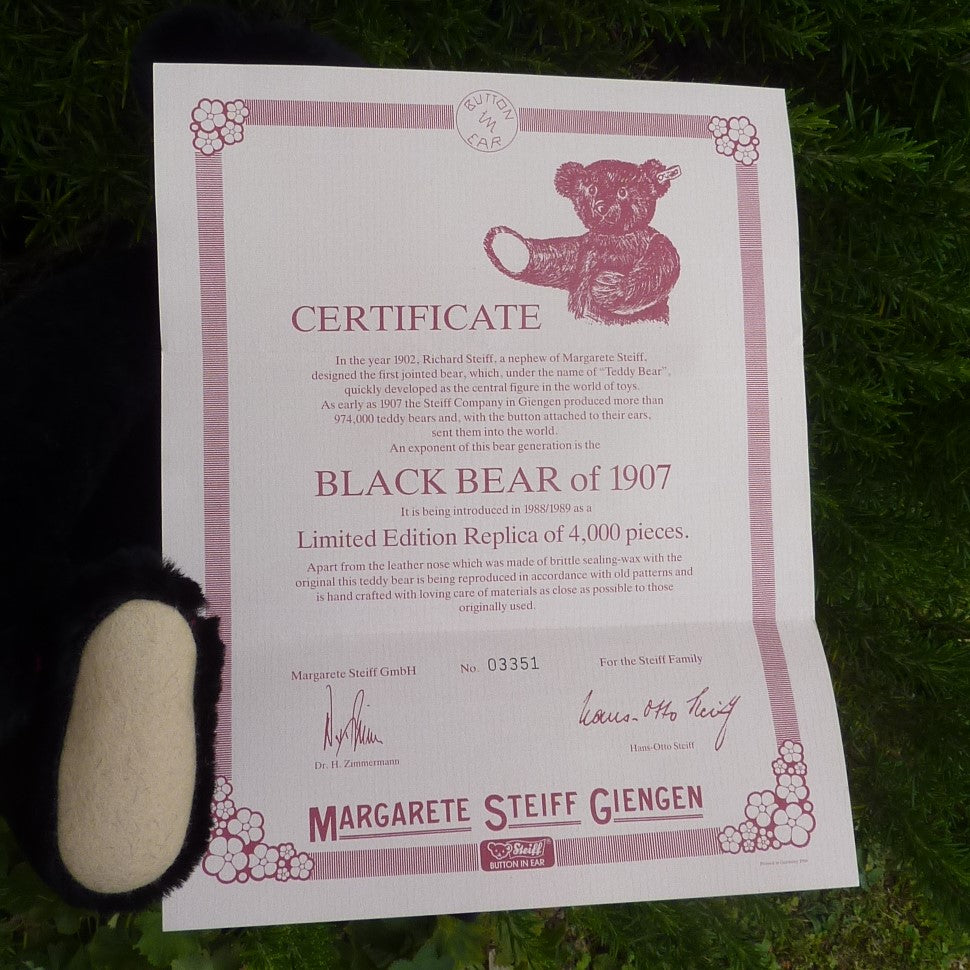 BUTTON
im
EAR
CERTIFICATE
In the year 1902, Richard Steiff, a nephew of Margarete Steiff,
designed the first jointed bear, which, under the name of "Teddy Bear",
quickly developed as the central figure in the world of toys.
As early as 1907 the Steiff Company in Giengen produced more than
974,000 teddy bears and, with the button attached to their ears,
sent them into the world.
An exponent of this bear generation is the
BLACK BEAR of 1907
It is being introduced in 1988/1989 as a
Limited Edition Replica of 4,000 pieces.
Apart from the leather nose which was made of brittle sealing-wax with the
original this teddy bear is being reproduced in accordance with old patterns and
is hand crafted with loving care of materials as close as possible to those
originally used.
Margarete Steiff GmbH No. 03351 For the Steiff Family
Hans-Otto Steiff
Dr. H. Zimmermann Hans-Otto Steiff
MARGARETE STEIFF GIENGEN
Steiff
BUTTON IN EAR
Printed in Germany